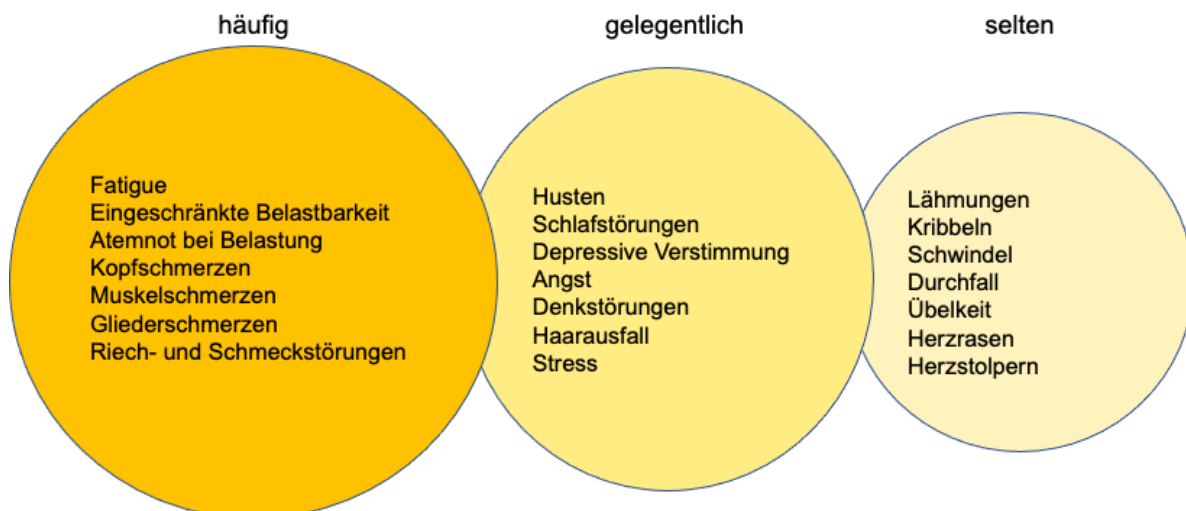 häufig
gelegentlich
selten
Fatigue
Eingeschränkte Belastbarkeit
Atemnot bei Belastung
Kopfschmerzen
Muskelschmerzen
Gliederschmerzen
Riech- und Schmeckstörungen
Husten
Schlafstörungen
Depressive Verstimmung
Angst
Denkstörungen
Haarausfall
Stress
Lähmungen
Kribbeln
Schwindel
Durchfall
Übelkeit
Herzrasen
Herzstolpern